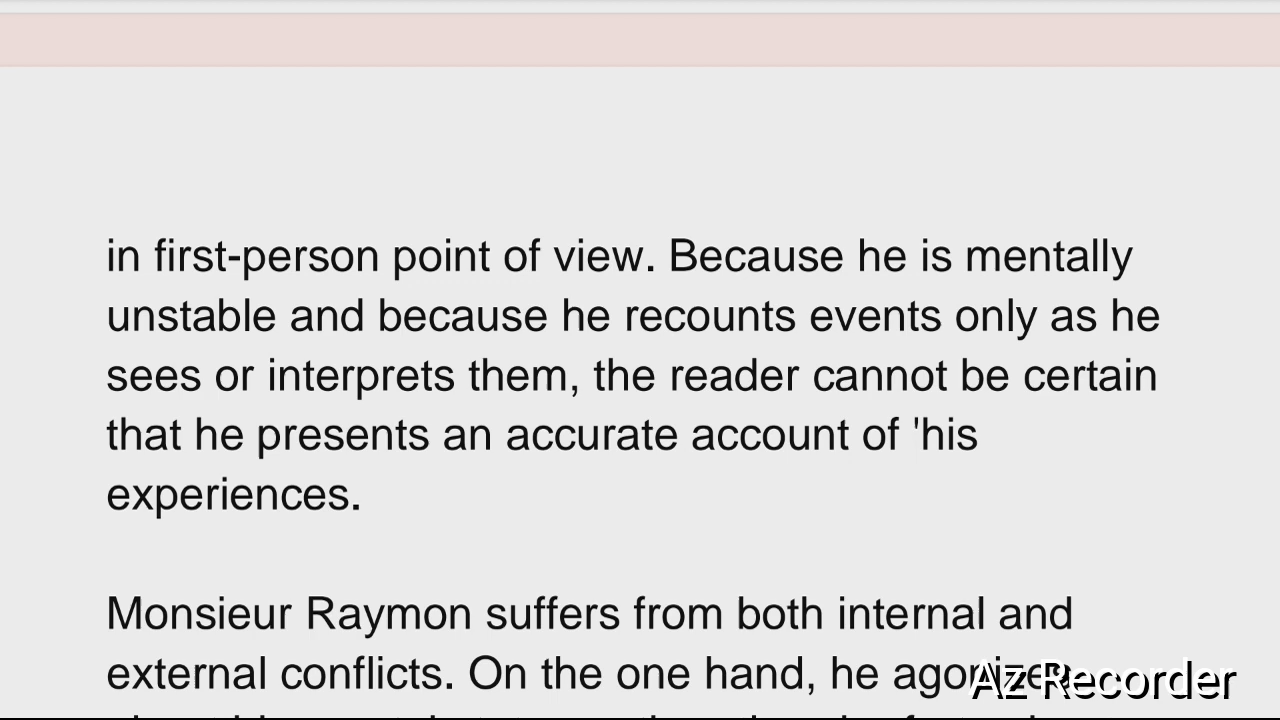 in first-person point of view. Because he is mentally
unstable and because he recounts events only as he
sees or interprets them, the reader cannot be certain
that he presents an accurate account of 'his
experiences.
Monsieur Raymon suffers from both internal and
external conflicts. On the one hand, he agonizes
Az Recorder